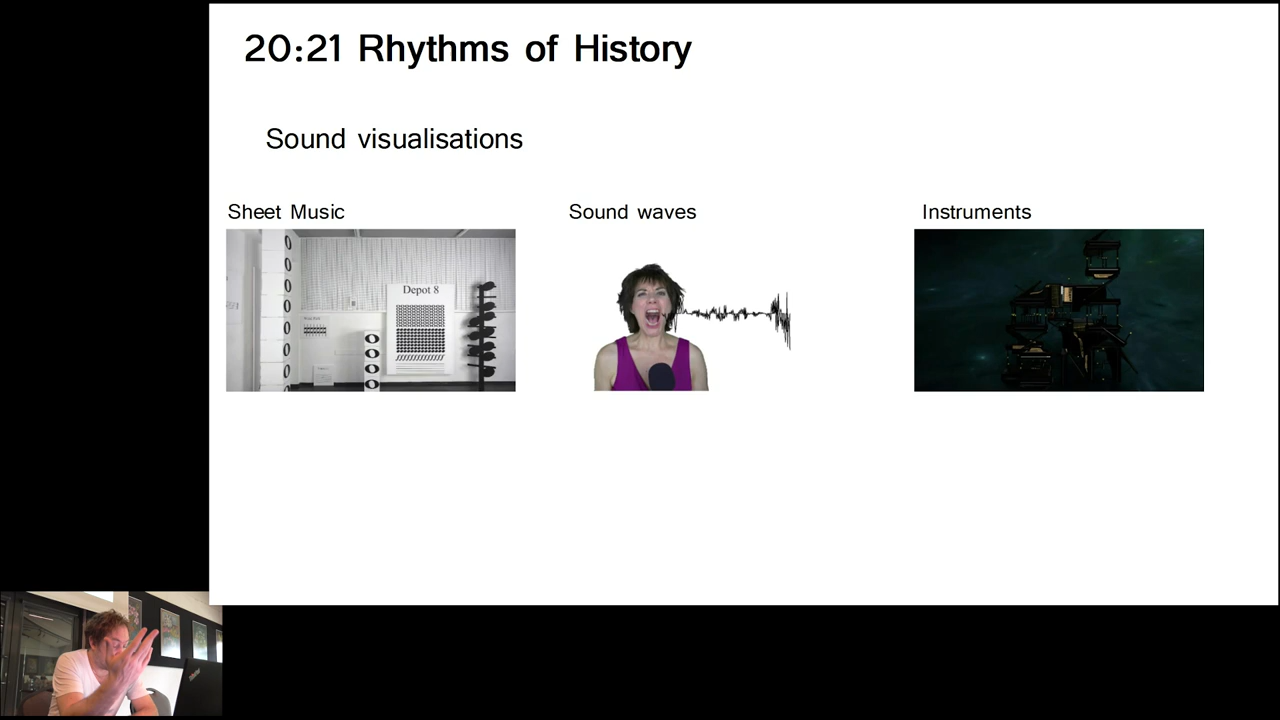 20:21 Rhythms of History
Sound visualisations
Sheet Music
Sound waves
Instruments
Depot 8